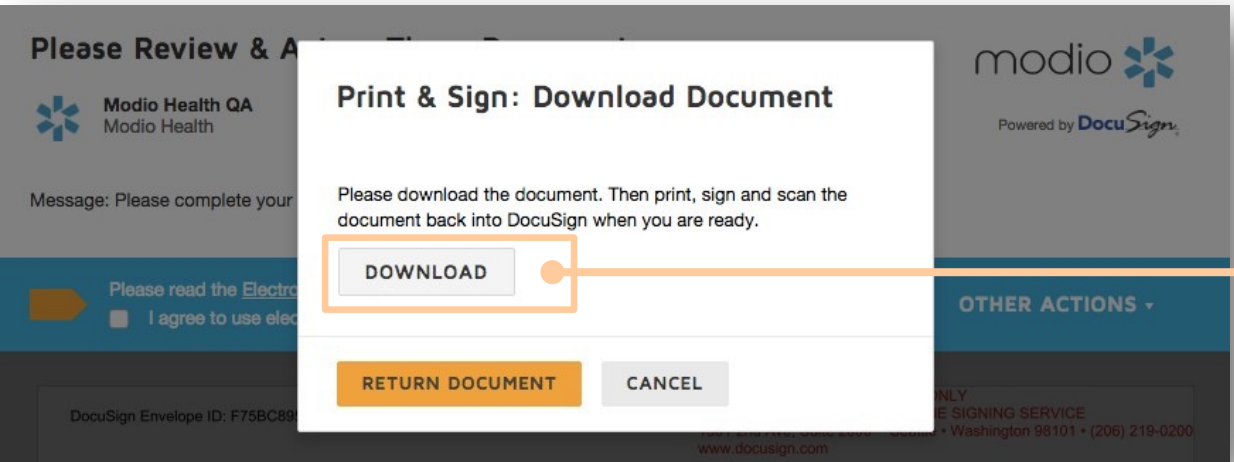 Please Review & A
Modio Health QA
Modio Health
modio
Powered by DocuSign
Message: Please complete your
Print & Sign: Download Document
Please download the document. Then print, sign and scan the
document back into DocuSign when you are ready.
DOWNLOAD
Please read the Electro
I agree to use elec
OTHER ACTIONS
RETURN DOCUMENT
CANCEL
DocuSign Envelope ID: F75BC89
NLY
E SIGNING SERVICE
• Washington 98101 • (206) 219-0200
www.docusign.com